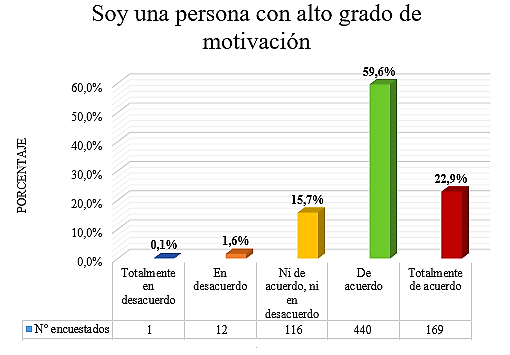 Soy una persona con alto grado de
motivación
PORCENTAJE
60,0%
50,0%
40,0%
30,0%
20,0%
10,0%
0,0%
0,1%
1,6%
15,7%
59,6%
22,9%
Totalmente
en
desacuerdo
En
desacuerdo
Ni de
acuerdo, ni
en
desacuerdo
De
acuerdo
Totalmente
de acuerdo
N° encuestados 1 12 116 440 169